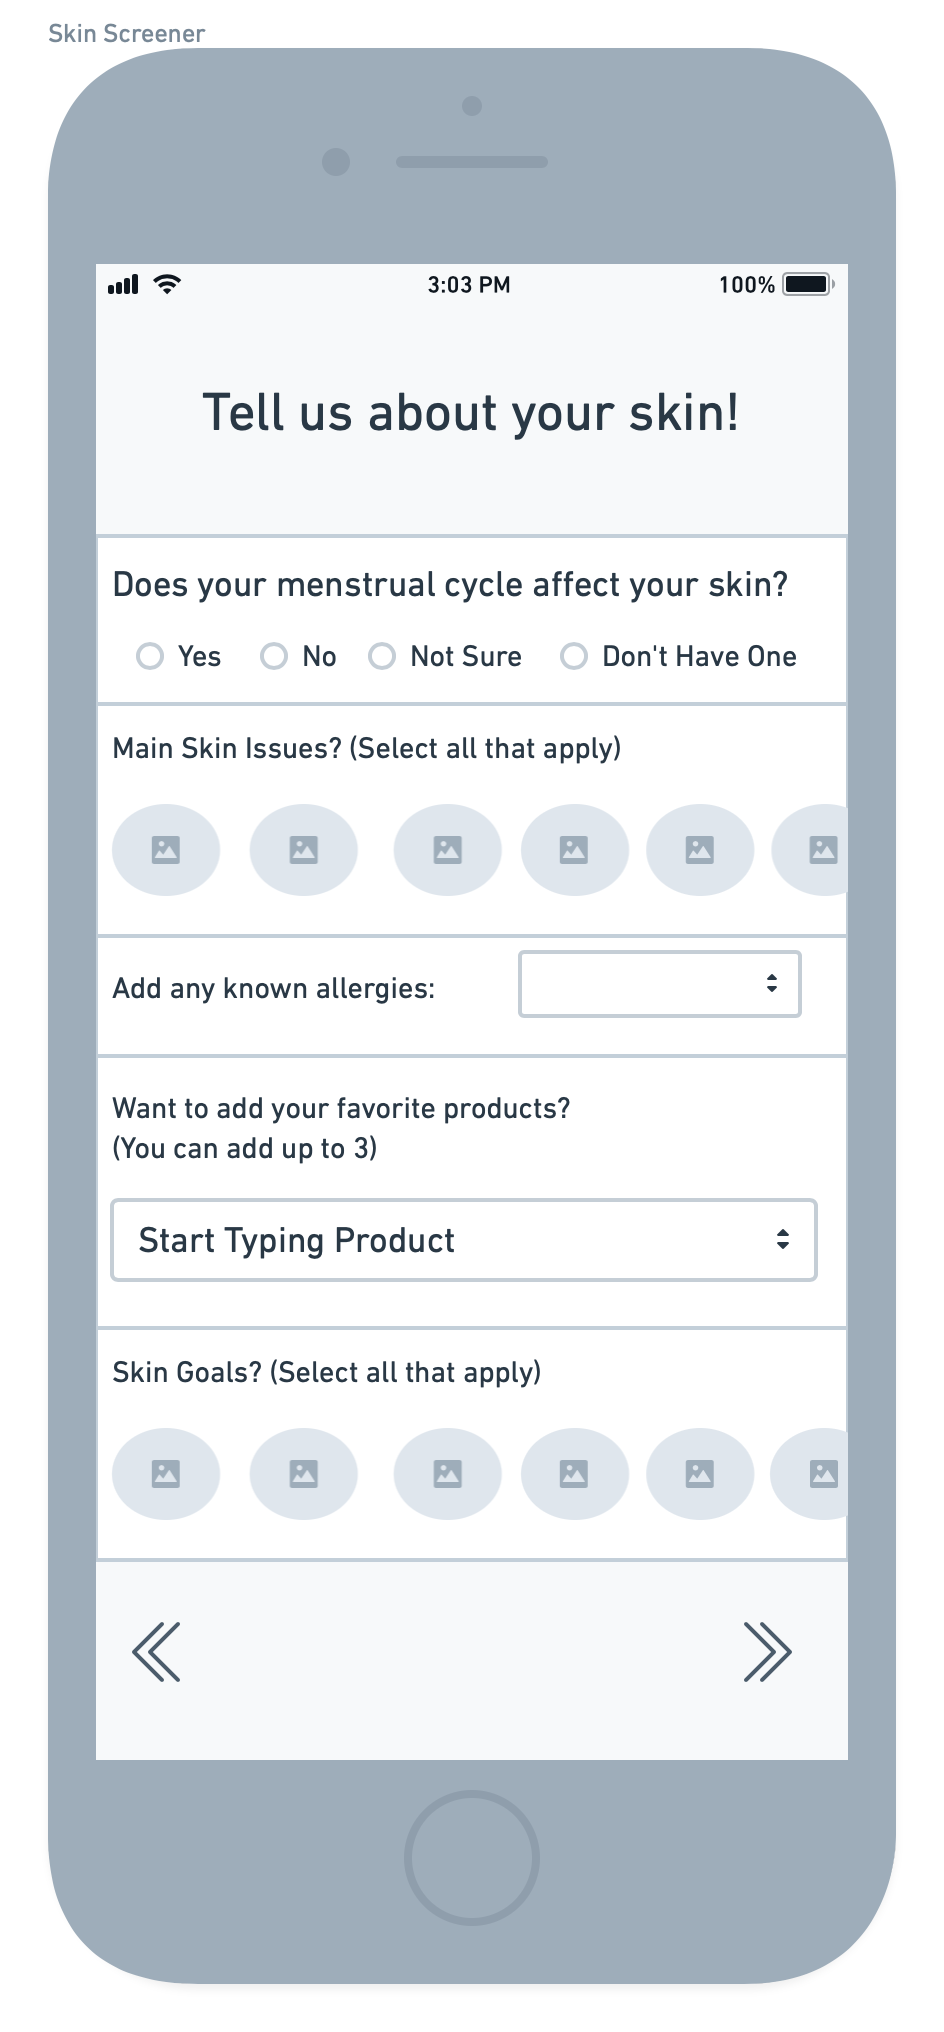 Skin Screener
3:03 PM 100%
Tell us about your skin!
Does your menstrual cycle affect your skin?
Yes No Not Sure Don't Have One
Main Skin Issues? (Select all that apply)
Add any known allergies:
Want to add your favorite products?
(You can add up to 3)
Start Typing Product
Skin Goals? (Select all that apply)